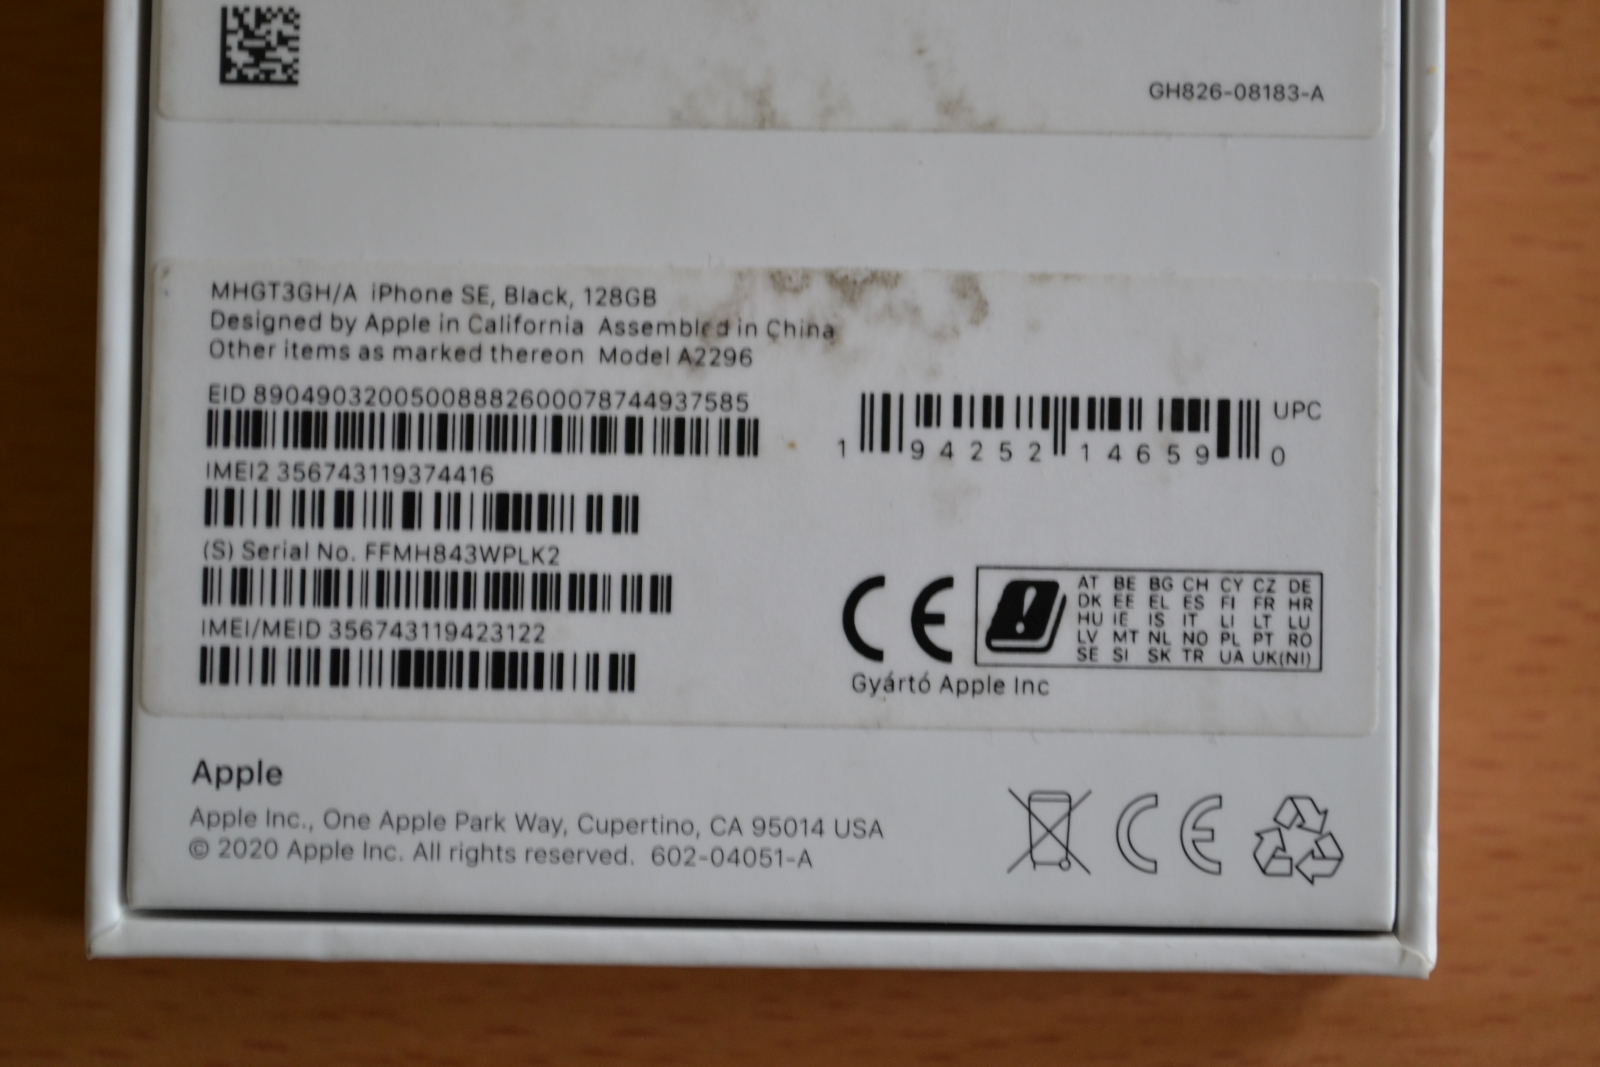 GH826-08183-A
MHGT3GH/A iPhone SE, Black, 128GB
Designed by Apple in California Assembled in China
Other items as marked thereon Model A2296
EID 89049032005008882600078744937585
IMEI2 356743119374416
(S) Serial No. FFMH843WPLK2
IMEI/MEID 356743119423122
UPC
1 94252 14659 0
CE
AT BE BG CH CY CZ DE
DK EE EL ES FI FR HR
HU IE IS IT LI LT LU
LV MT NL NO PL PT RO
SE SI SK TR UA UK(NI)
Gyártó Apple Inc
Apple
Apple Inc., One Apple Park Way, Cupertino, CA 95014 USA
© 2020 Apple Inc. All rights reserved. 602-04051-A
CE